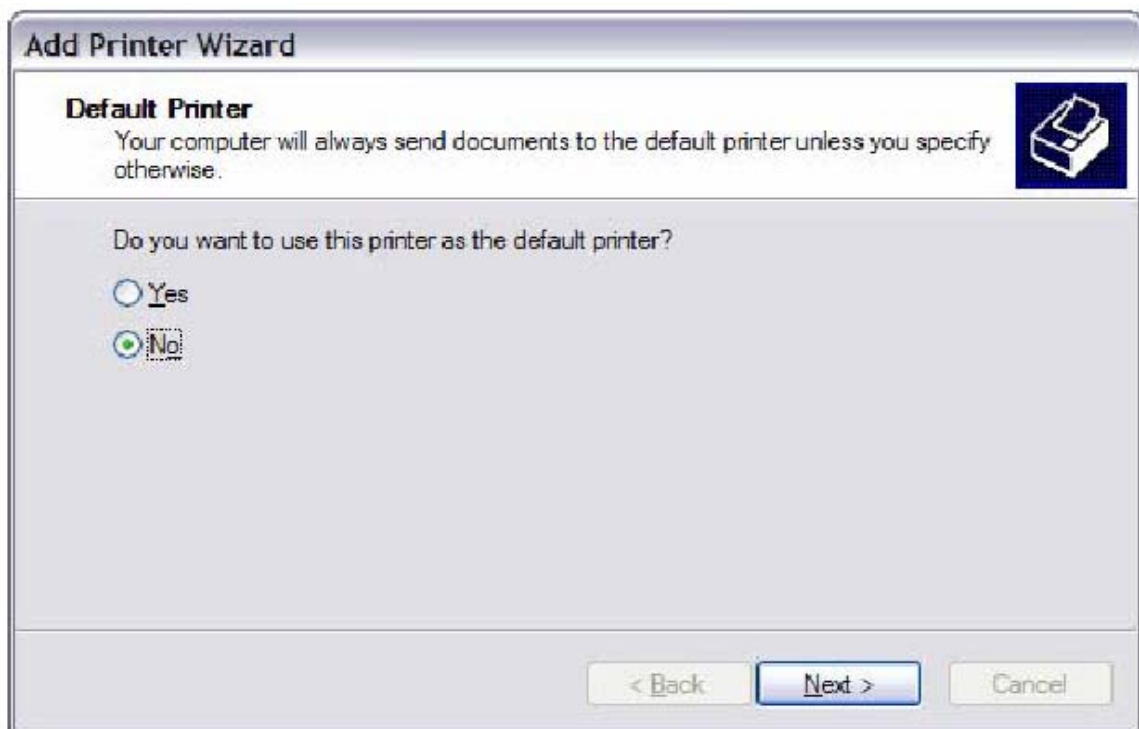 Add Printer Wizard
Default Printer
Your computer will always send documents to the default printer unless you specify
otherwise.
Do you want to use this printer as the default printer?
Yes
No
< Back
Next >
Cancel